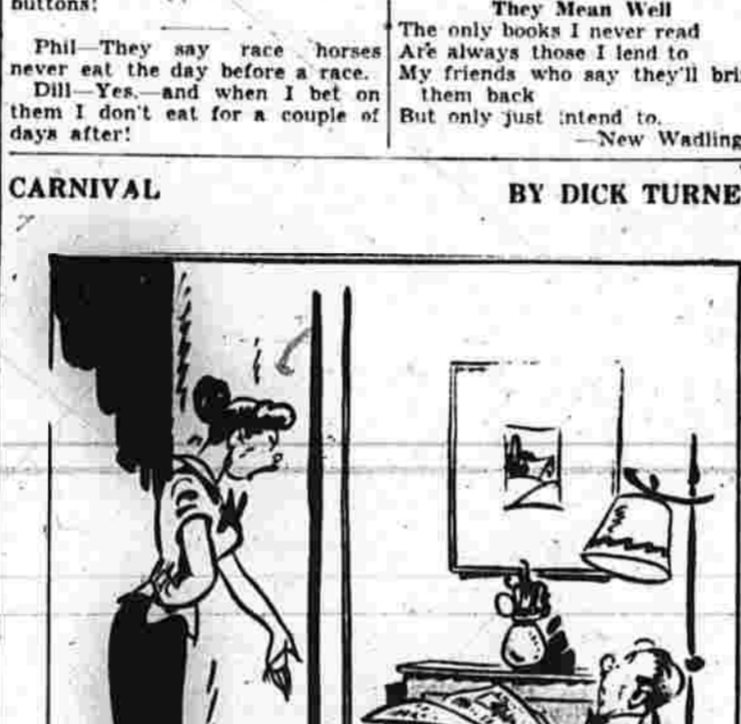 buttons!
Phil—They say race horses
never eat the day before a race.
Dill—Yes.—and when I bet on
them I don't eat for a couple of
days after!
They Mean Well
The only books I never read
Are always those I lend to
My friends who say they'll
them back
But only just intend to.
—New
CARNIVAL
BY DICK